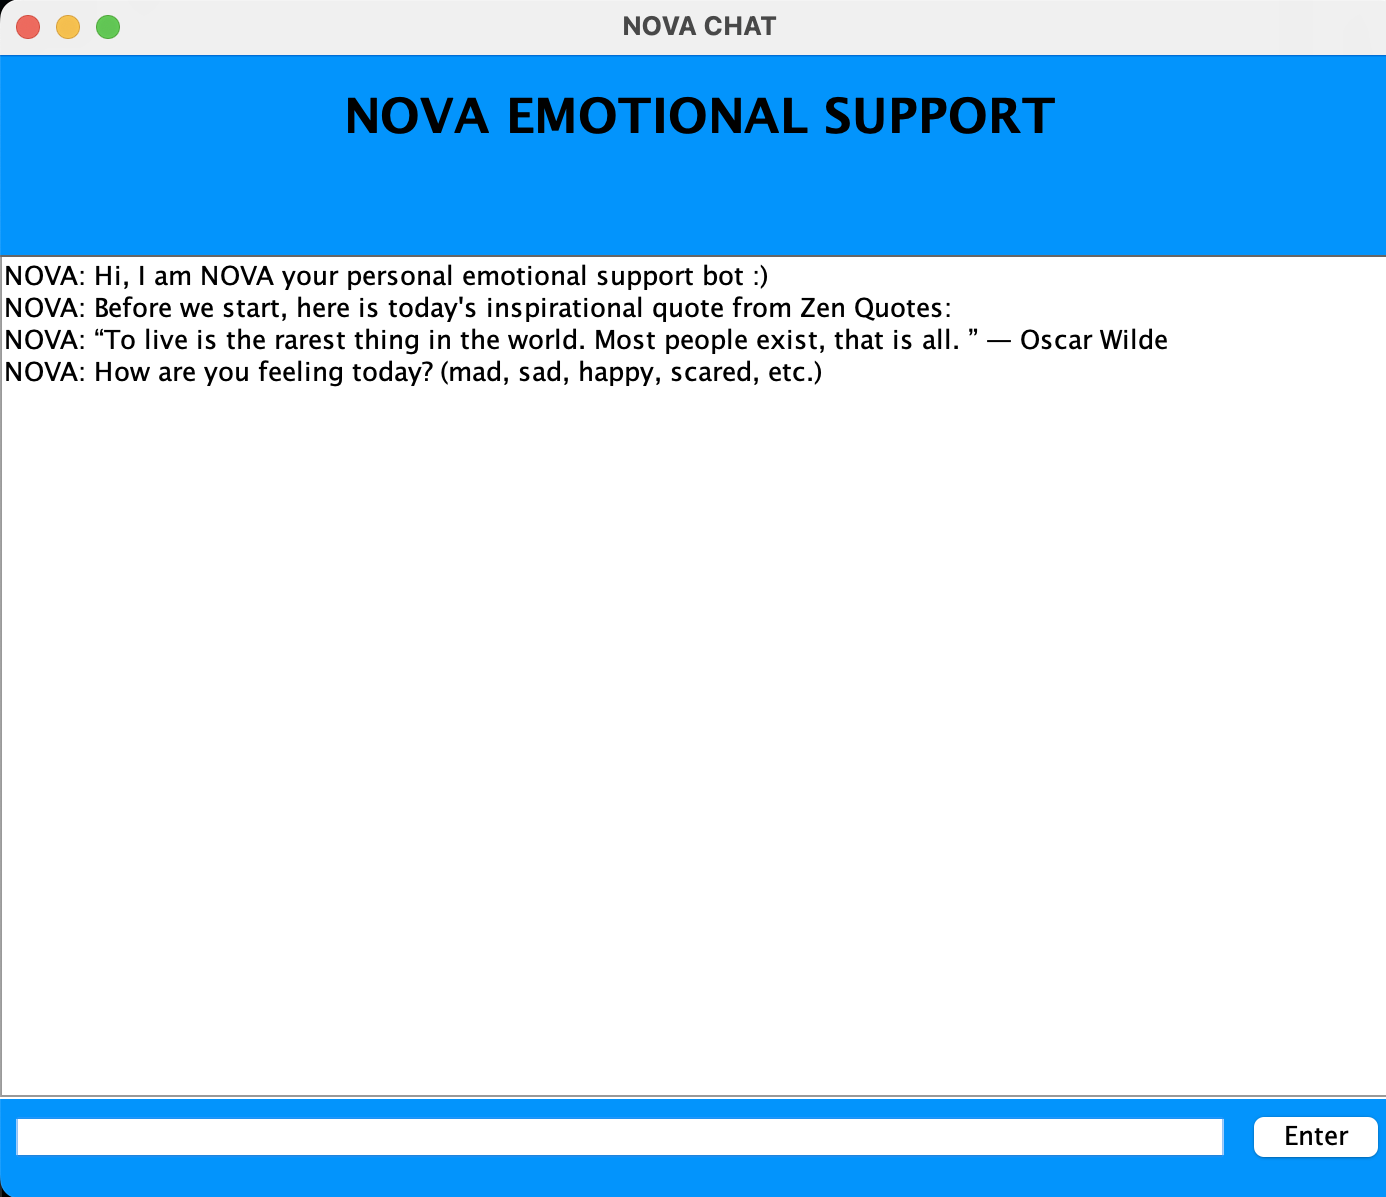 NOVA CHAT
NOVA EMOTIONAL SUPPORT
NOVA: Hi, I am NOVA your personal emotional support bot :)
NOVA: Before we start, here is today's inspirational quote from Zen Quotes:
NOVA: “To live is the rarest thing in the world. Most people exist, that is all. ” — Oscar Wilde
NOVA: How are you feeling today? (mad, sad, happy, scared, etc.)
Enter